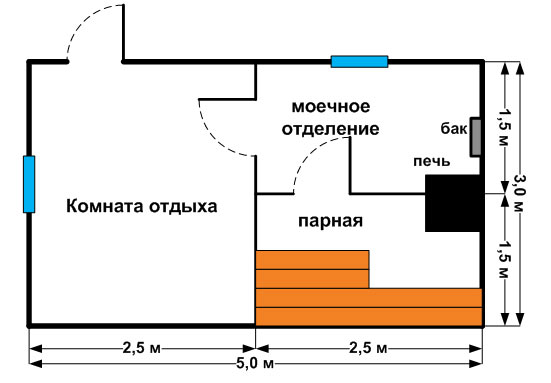 моечное
отделение
бак
печь
1,5 м
3,0 м
Комната отдыха
парная
1,5 м
2,5 м
2,5 м
5,0 м